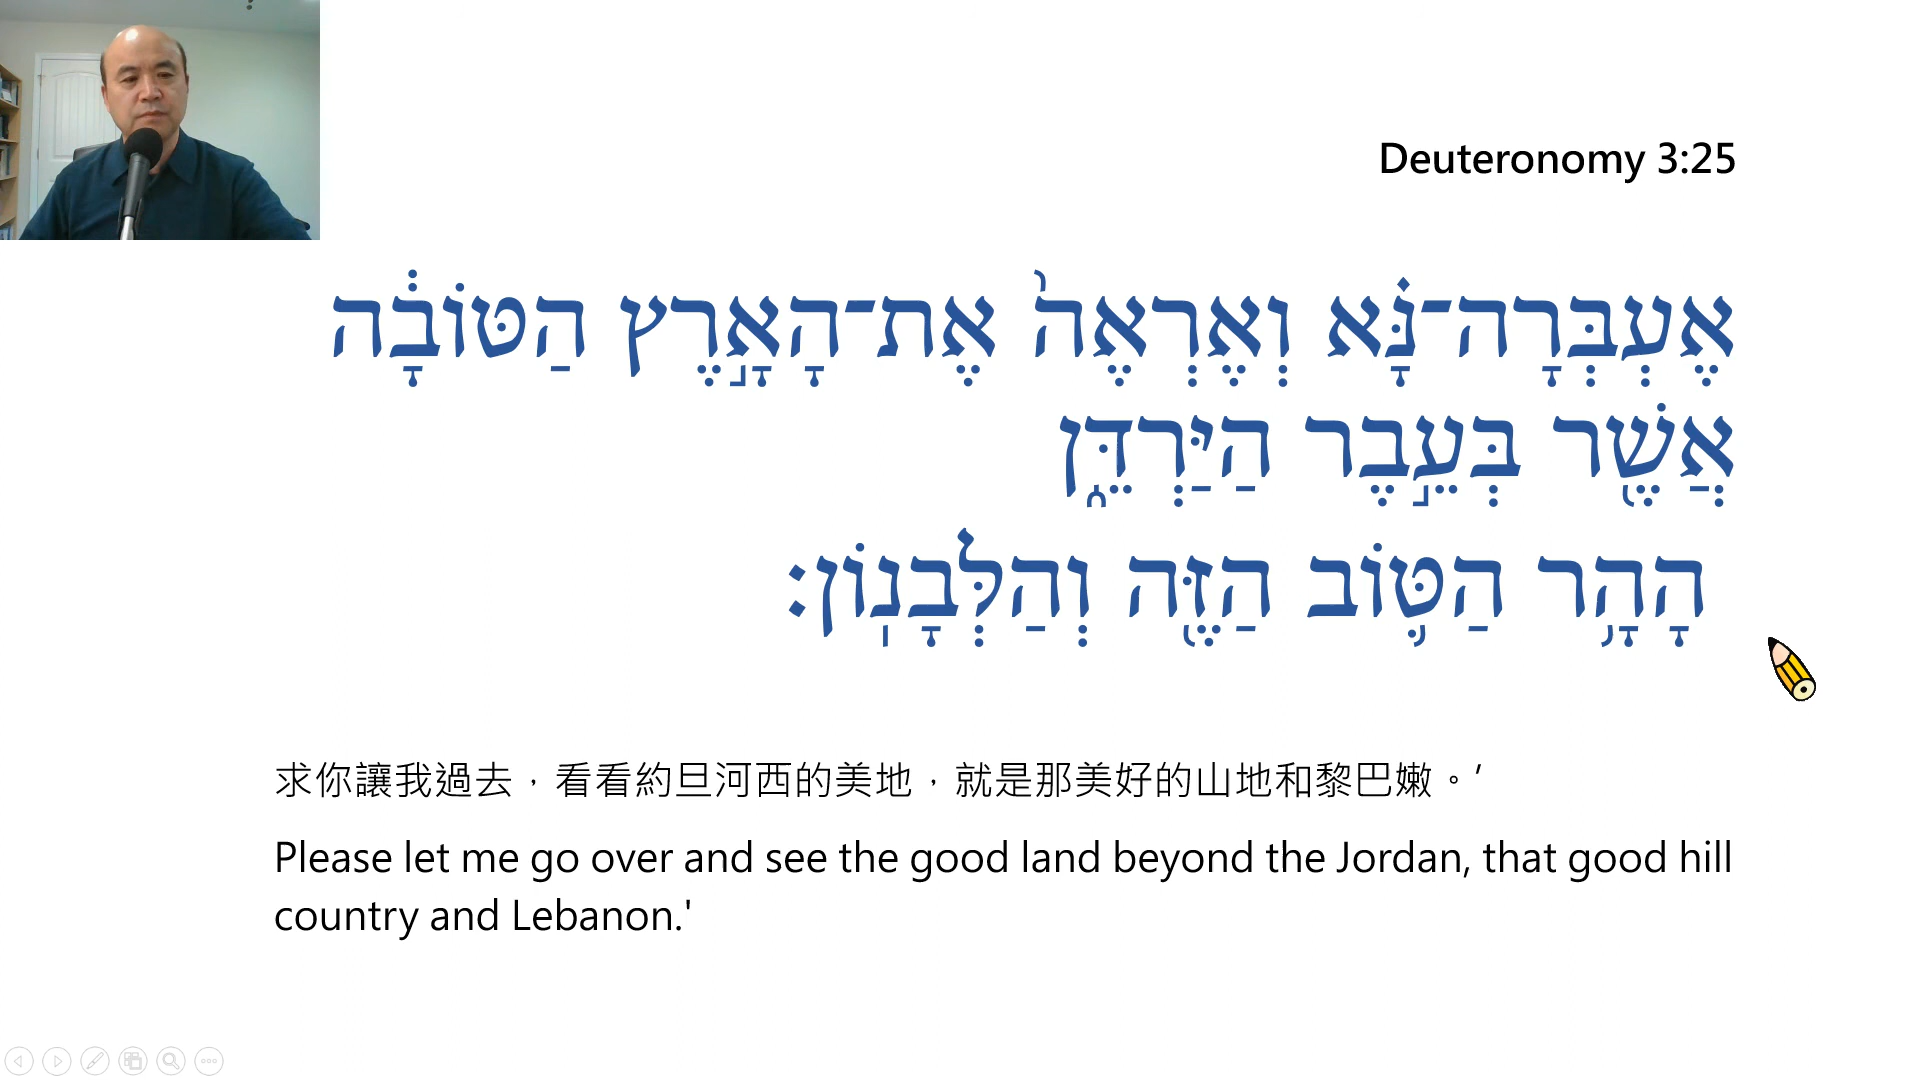 Deuteronomy 3:25
אֶעְבְּרָה־נָּ֗א וְאֶרְאֶה֙ אֶת־הָאָ֣רֶץ הַטּוֹבָ֔ה
אֲשֶׁ֖ר בְּעֵ֣בֶר הַיַּרְדֵּ֑ן
הָהָ֥ר הַטּ֛וֹב הַזֶּ֖ה וְהַלְּבָנֽוֹן׃
求你讓我過去，看看約旦河西的美地，就是那美好的山地和黎巴嫩。’
Please let me go over and see the good land beyond the Jordan, that good hill
country and Lebanon.'